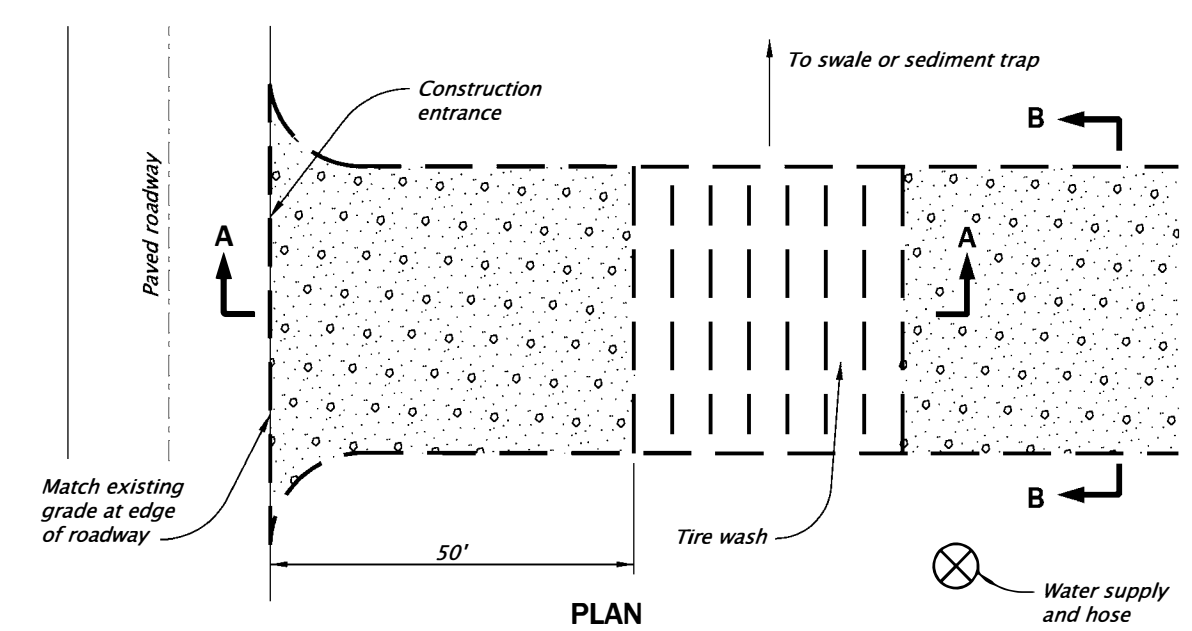 To swale or sediment trap
Construction
entrance
B
Paved roadway
A
A
Match existing
grade at edge
of roadway
B
Tire wash
50'
Water supply
and hose
PLAN